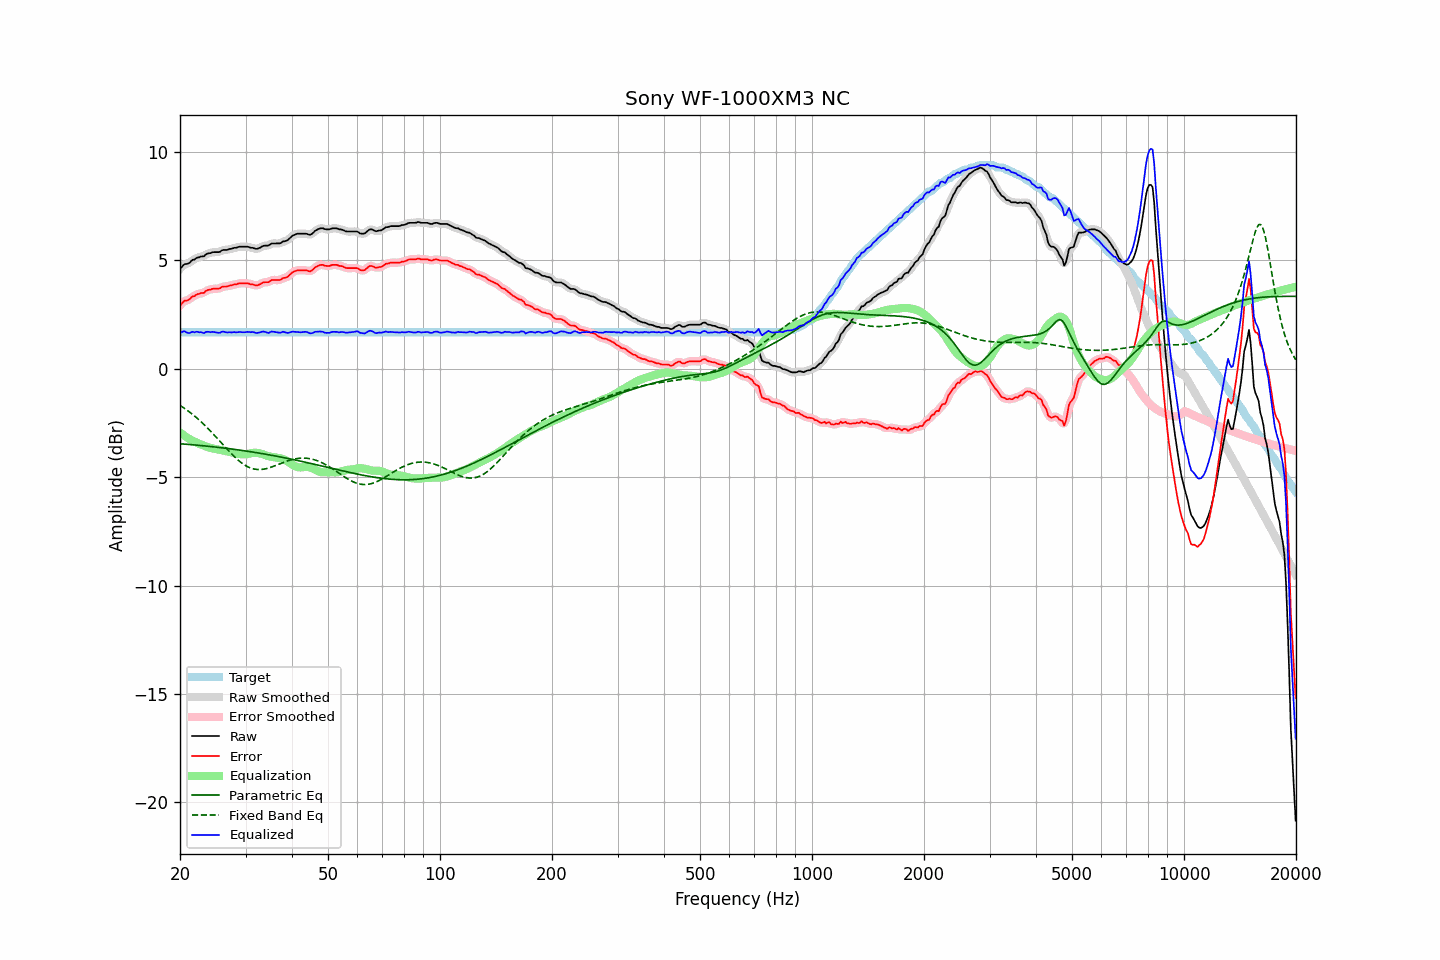 Sony WF-1000XM3 NC
10
5
0
−5
−10
−15
−20
Amplitude (dBr)
Target
Raw Smoothed
Error Smoothed
Raw
Error
Equalization
Parametric Eq
Fixed Band Eq
Equalized
20 50 100 200 500 1000 2000 5000 10000 20000
Frequency (Hz)